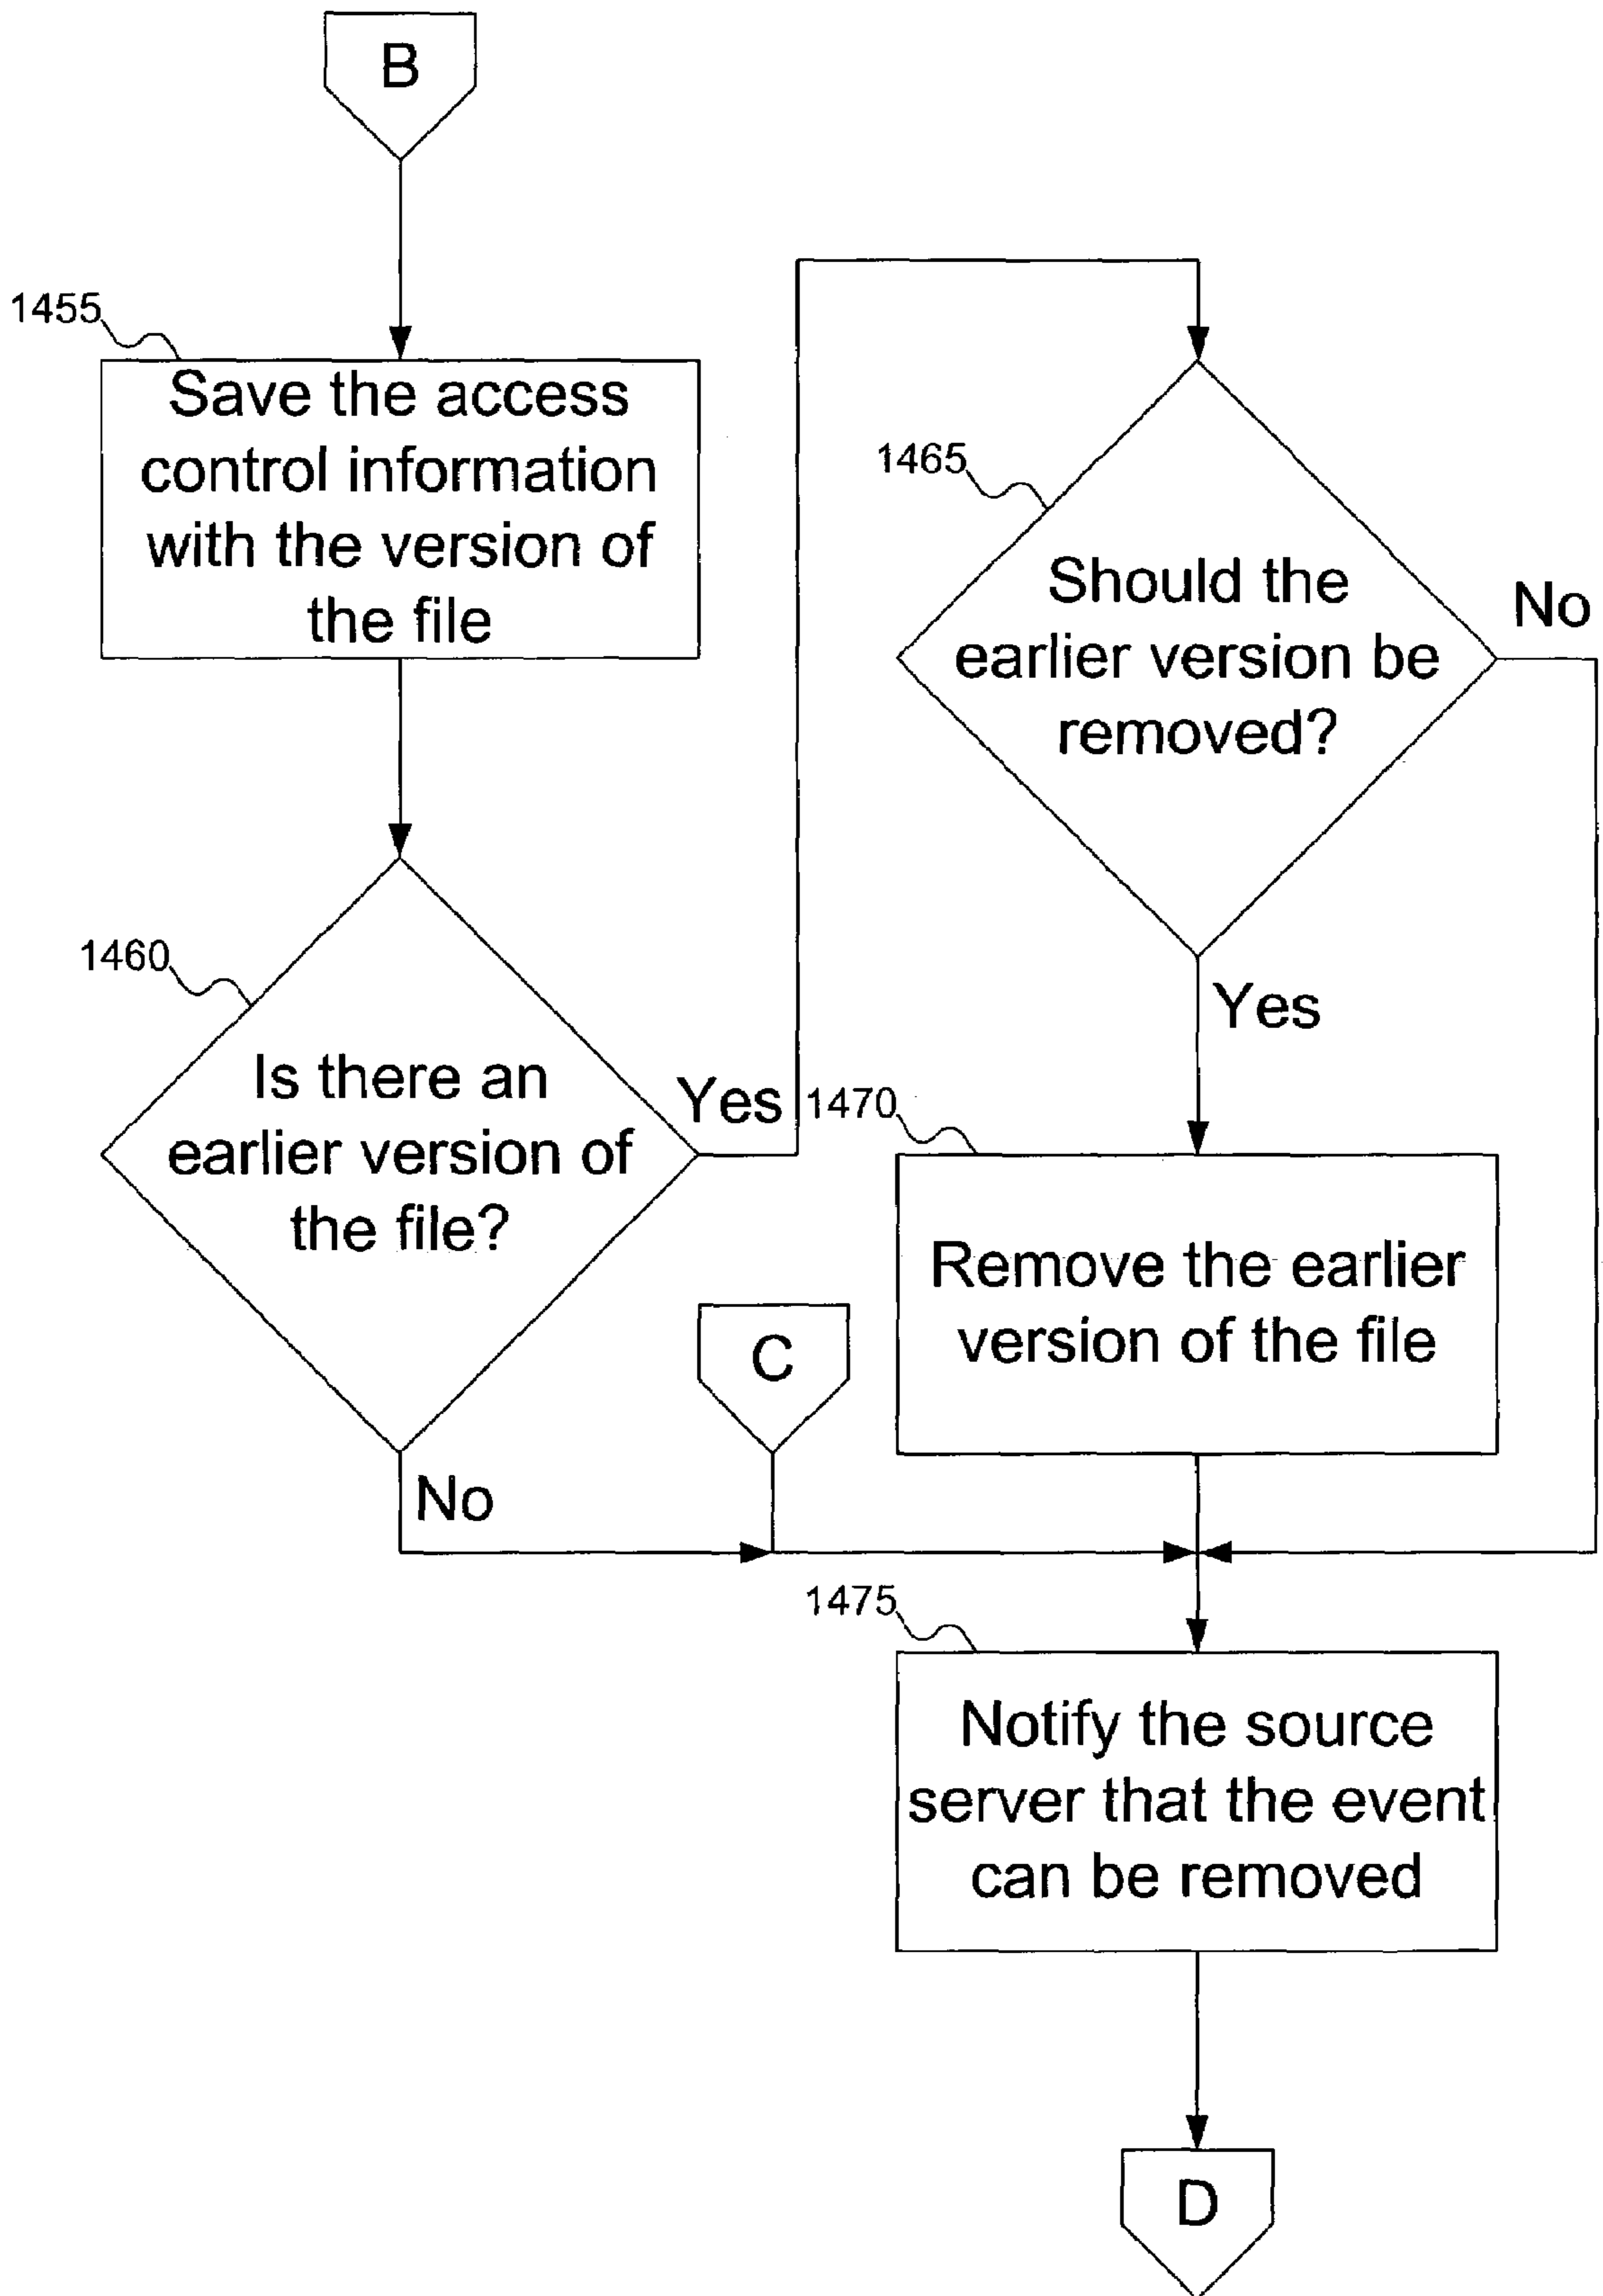 B
1455
Save the access
control information
with the version of
the file
1460
Is there an
earlier version of
the file?
Yes
No
1465
Should the
earlier version be
removed?
No
Yes
1470
Remove the earlier
version of the file
C
1475
Notify the source
server that the event
can be removed
D